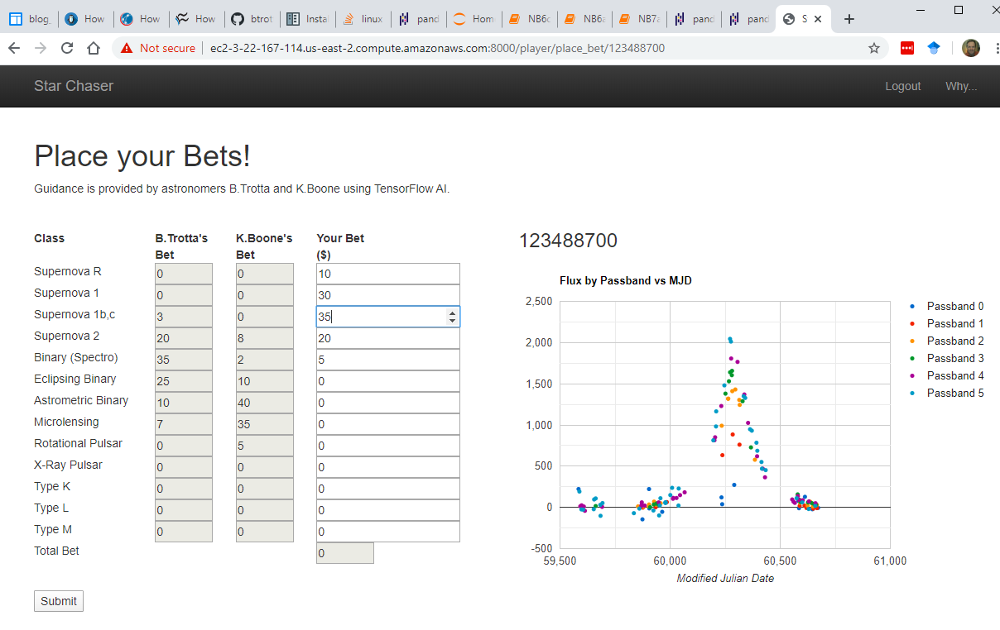 blog. How How How btrot Insta linux pand Hom NB6c NB6a NB7a pand pand S
Not secure ec2-3-22-167-114.us-east-2.compute.amazonaws.com:8000/player/place_bet/123488700
Star Chaser Logout Why...
Place your Bets!
Guidance is provided by astronomers B.Trotta and K.Boone using TensorFlow AI.
Class B.Trotta's Bet K.Boone's Bet Your Bet ($)
Supernova R 0 0 10
Supernova 1 0 0 30
Supernova 1b,c 3 0 35
Supernova 2 20 8 20
Binary (Spectro) 35 2 5
Eclipsing Binary 25 10 0
Astrometric Binary 10 40 0
Microlensing 7 35 0
Rotational Pulsar 0 5 0
X-Ray Pulsar 0 0 0
Type K 0 0 0
Type L 0 0 0
Type M 0 0 0
Total Bet 0
Submit
123488700
Flux by Passband vs MJD
2,500
2,000
1,500
1,000
500
0
-500
59,500 60,000 60,500 61,000
Modified Julian Date
Passband 0
Passband 1
Passband 2
Passband 3
Passband 4
Passband 5